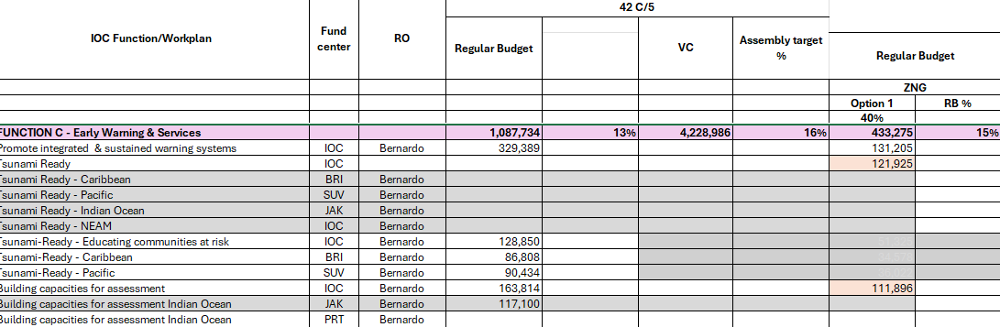 42 C/5
IOC Function/Workplan Fund center RO Regular Budget VC Assembly target % Regular Budget
ZNG
Option 1 RB %
40%
FUNCTION C - Early Warning & Services 1,087,734 13% 4,228,986 16% 433,275 15%
Promote integrated & sustained warning systems IOC Bernardo 329,389 131,205
Tsunami Ready IOC 121,925
Tsunami Ready - Caribbean BRI Bernardo
Tsunami Ready - Pacific SUV Bernardo
Tsunami Ready - Indian Ocean JAK Bernardo
Tsunami Ready - NEAM IOC Bernardo
Tsunami-Ready - Educating communities at risk IOC Bernardo 128,850
Tsunami-Ready - Caribbean BRI Bernardo 86,808
Tsunami-Ready - Pacific SUV Bernardo 90,434
Building capacities for assessment IOC Bernardo 163,814 111,896
Building capacities for assessment Indian Ocean JAK Bernardo 117,100
Building capacities for assessment Indian Ocean PRT Bernardo